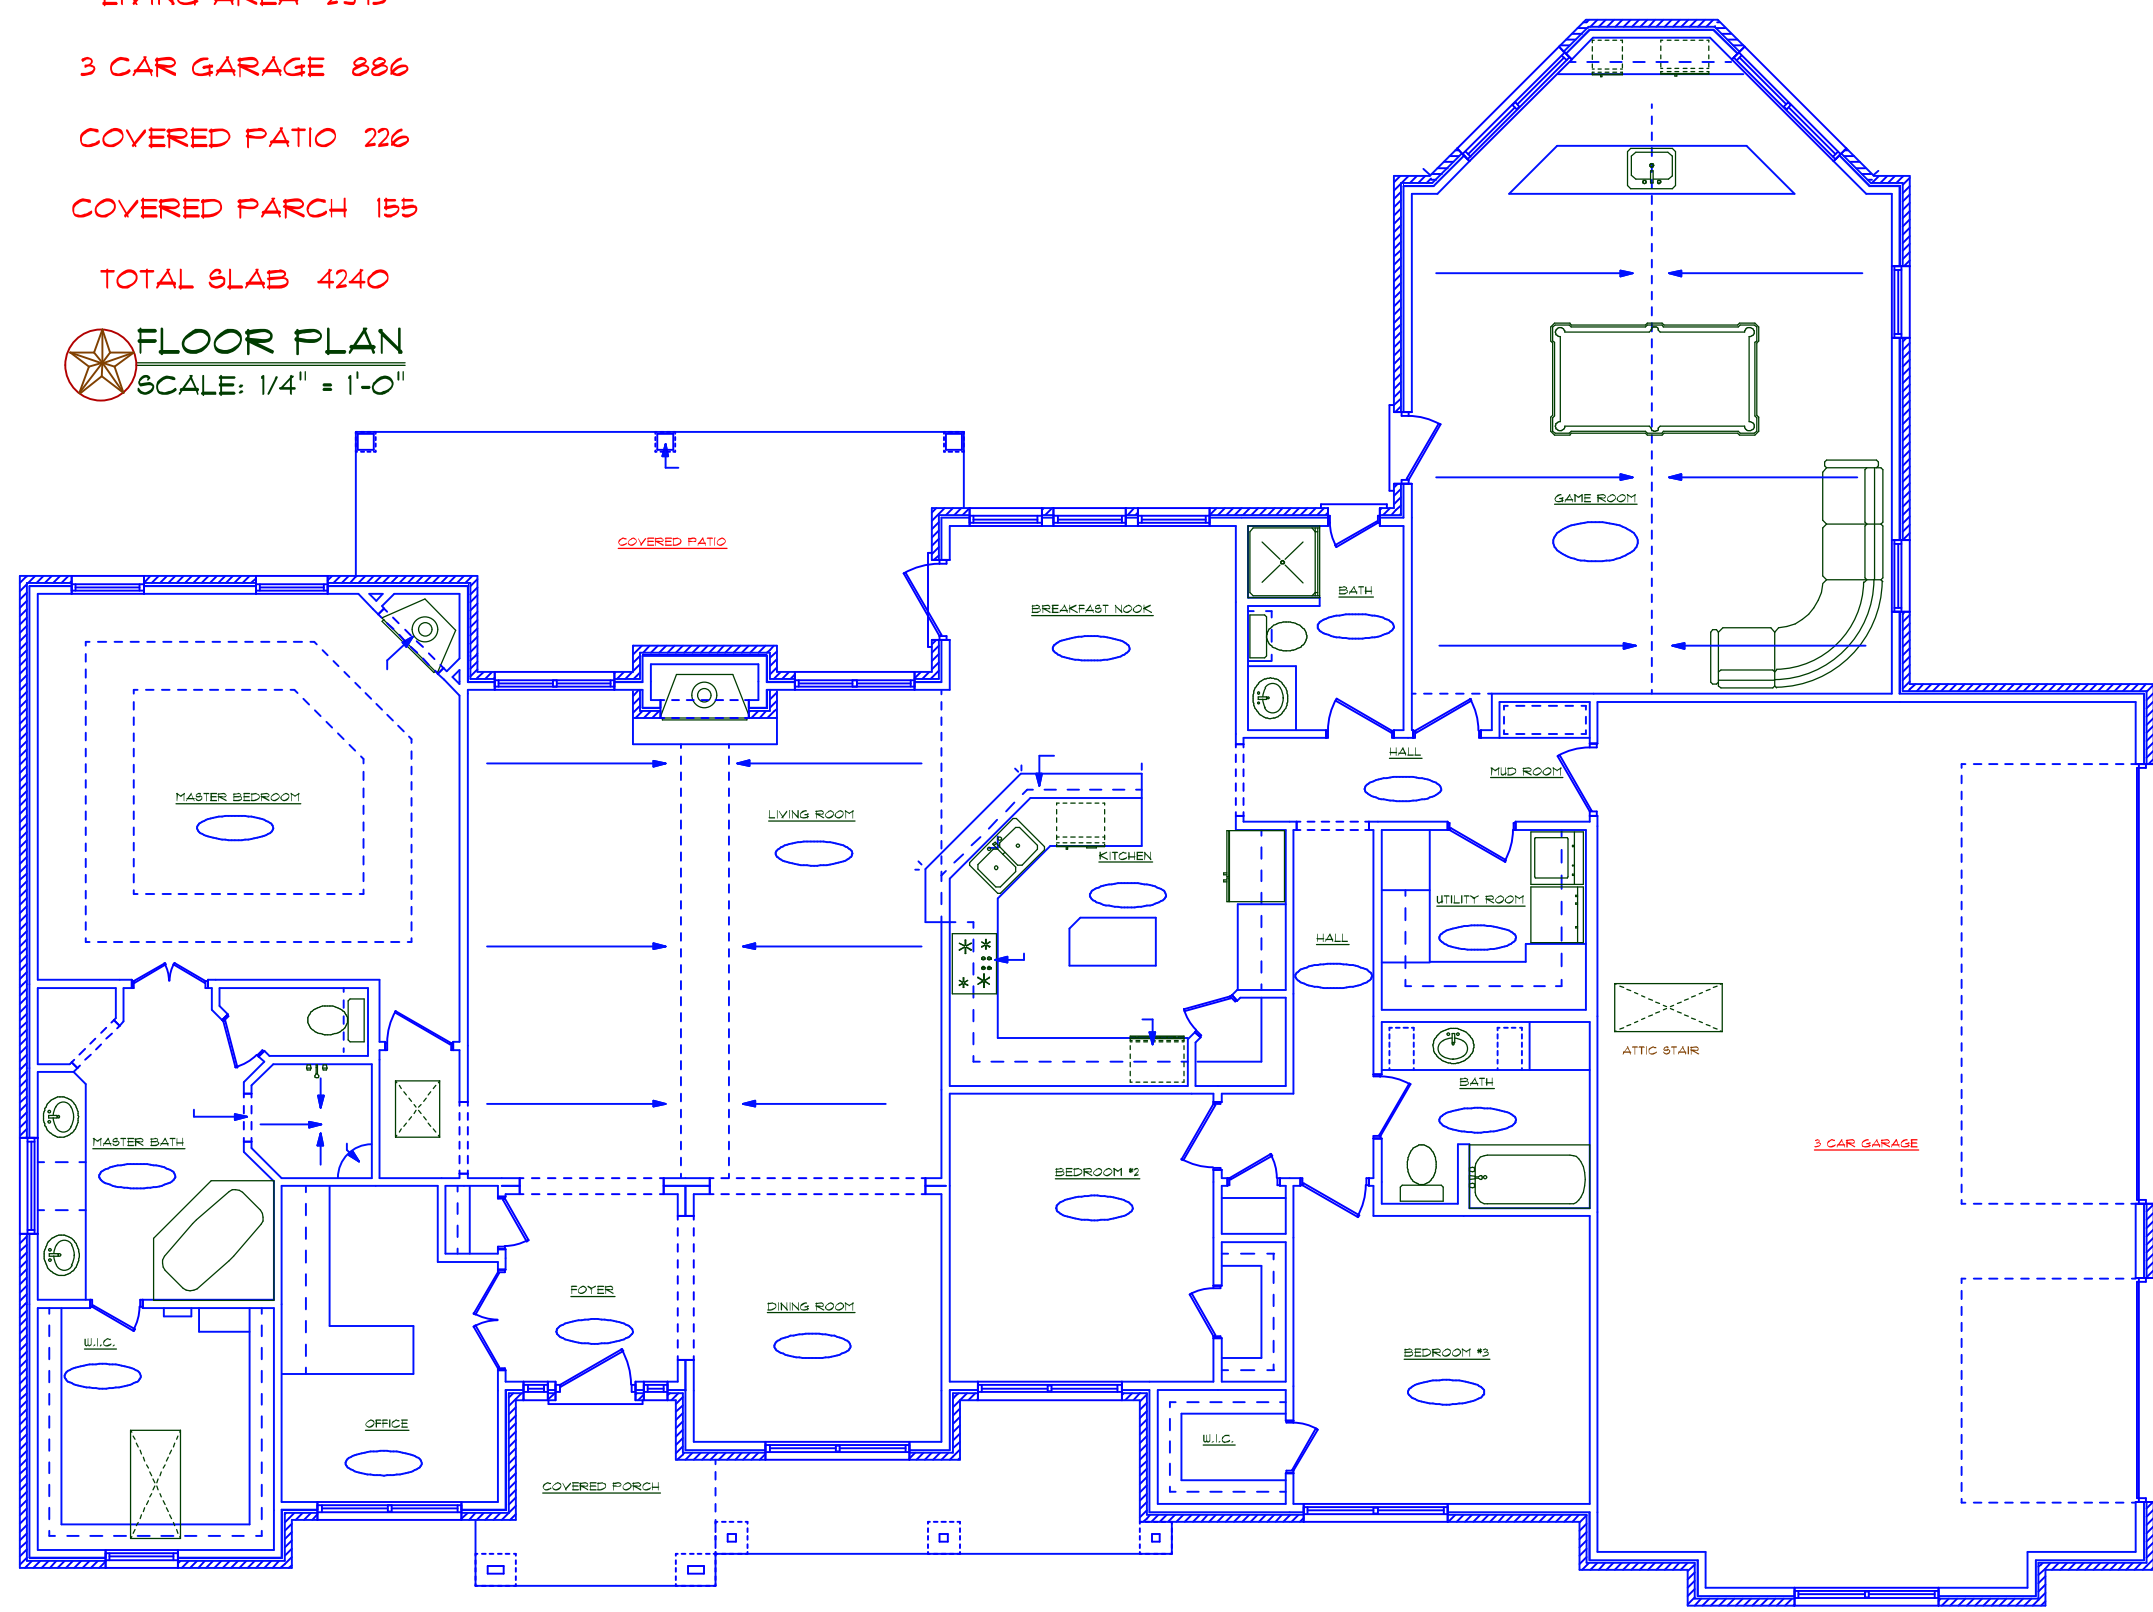 3 CAR GARAGE 886
COVERED PATIO 226
COVERED PARCH 155
TOTAL SLAB 4240
FLOOR PLAN
SCALE: 1/4" = 1'-0"
GAME ROOM
COVERED PATIO
BATH
BREAKFAST NOOK
HALL
MUD ROOM
MASTER BEDROOM
LIVING ROOM
KITCHEN
UTILITY ROOM
HALL
ATTIC STAIR
BATH
MASTER BATH
3 CAR GARAGE
BEDROOM #2
FOYER
DINING ROOM
W.I.C.
BEDROOM #3
OFFICE
W.I.C.
COVERED PORCH